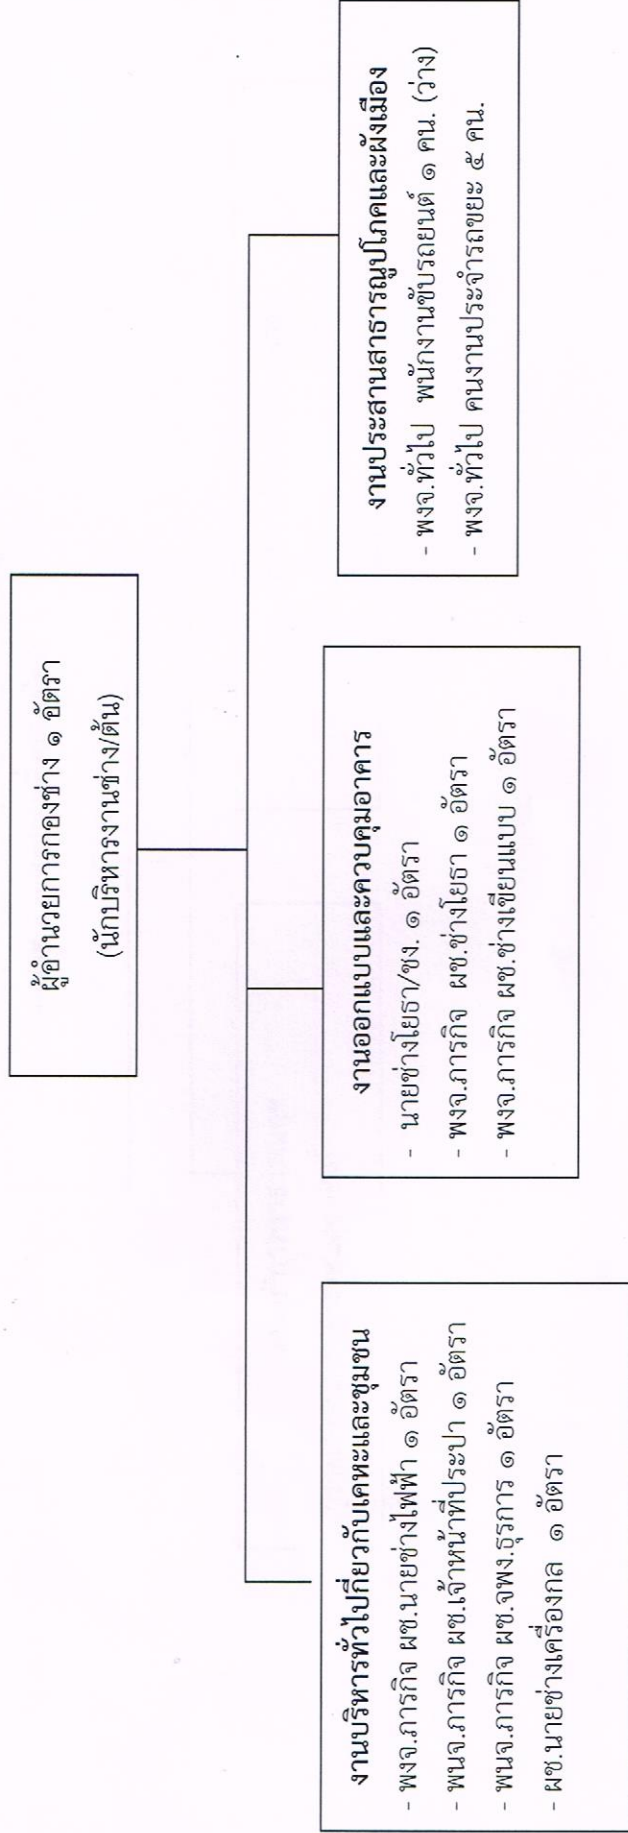 ผู้อำนวยการกองช่าง ๑ อัตรา
(นักบริหารงานช่าง/ต้น)
งานบริหารทั่วไปกี่ยวกับเคหะและชุมชน
- พงจ.ภารกิจ ผช.นายช่างไฟฟ้า ๑ อัตรา
- พนจ.ภารกิจ ผช.เจ้าหน้าที่ประปา ๑ อัตรา
- พนจ.ภารกิจ ผช.จพง.ธุรการ ๑ อัตรา
- ผช.นายช่างเครื่องกล ๑ อัตรา
งานออกแบบและควบคุมอาคาร
- นายช่างโยธา/ชง. ๑ อัตรา
- พงจ.ภารกิจ ผช.ช่างโยธา ๑ อัตรา
- พงจ.ภารกิจ ผช.ช่างเขียนแบบ ๑ อัตรา
งานประสานสาธารณูปโภคและผังเมือง
- พงจ.ทั่วไป พนักงานขับรถยนต์ ๑ คน. (ว่าง)
- พงจ.ทั่วไป คนงานประจำรถขยะ ๕ คน.